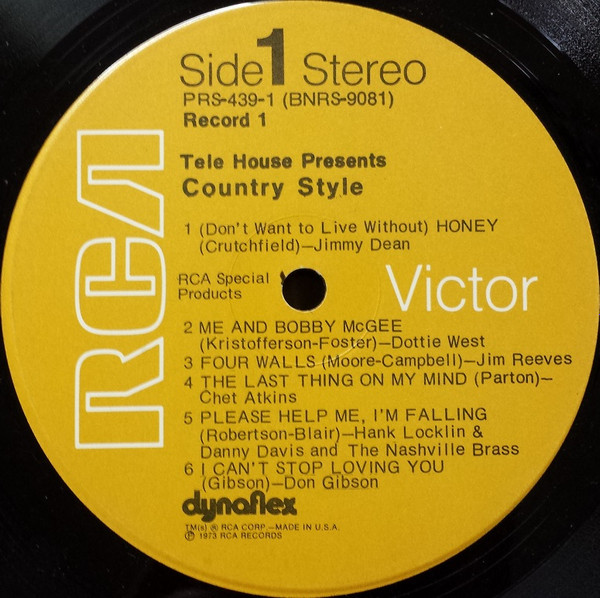 Side 1 Stereo
PRS-439-1 (BNRS-9081)
Record 1
Tele House Presents
Country Style
1 (Don't Want to Live Without) HONEY
(Crutchfield)—Jimmy Dean
RCA Special
Products
RCA
Victor
2 ME AND BOBBY McGEE
(Kristofferson-Foster)—Dottie West
3 FOUR WALLS (Moore-Campbell)—Jim Reeves
4 THE LAST THING ON MY MIND (Parton)—
Chet Atkins
5 PLEASE HELP ME, I'M FALLING
(Robertson-Blair)—Hank Locklin &
Danny Davis and The Nashville Brass
6 I CAN'T STOP LOVING YOU
(Gibson)—Don Gibson
dynaflex
TM(s) ® RCA CORP.—MADE IN U.S.A.
℗ 1973 RCA RECORDS